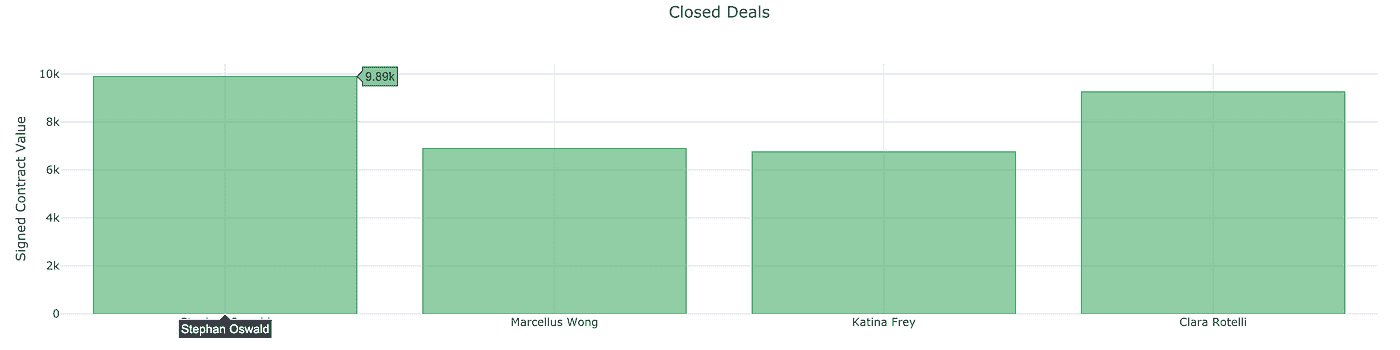 Closed Deals
Signed Contract Value
10k
8k
6k
4k
2k
0
9.89k
Stephan Oswald
Marcellus Wong
Katina Frey
Clara Rotelli